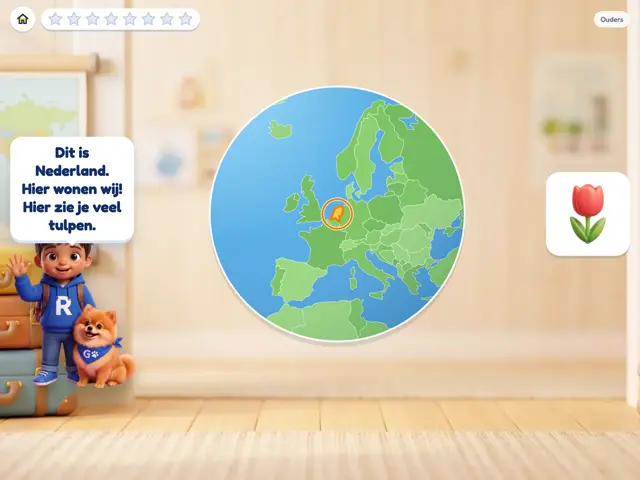 Ouders
Dit is
Nederland.
Hier wonen wij!
Hier zie je veel
tulpen.
R
G